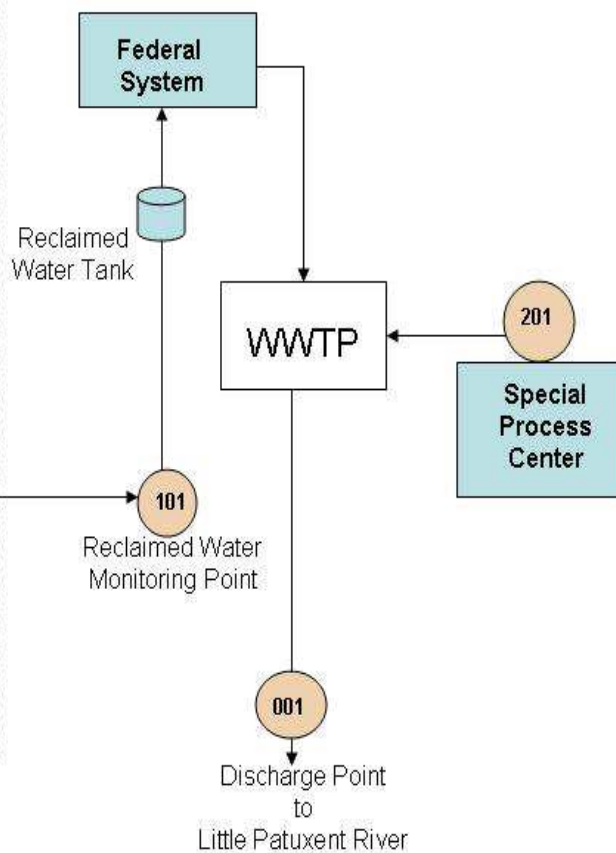 Federal
System
Reclaimed
Water Tank
WWTP
201
Special
Process
Center
101
Reclaimed Water
Monitoring Point
001
Discharge Point
to
Little Patuxent River